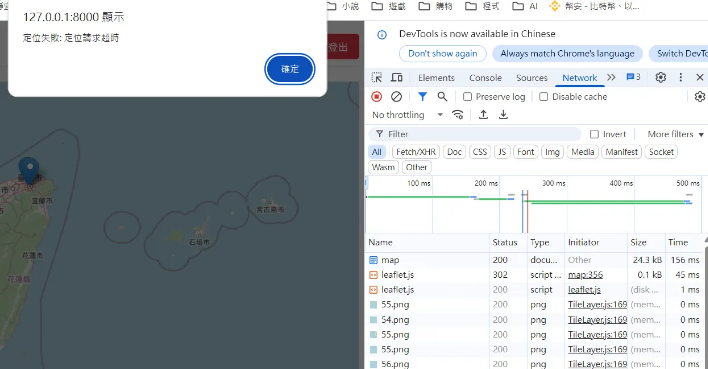 小說 遊戲 購物 程式 AI 幣安 - 比特幣、以...
127.0.0.1:8000 顯示
定位失敗: 定位請求超時
確定
登出
宜蘭市
花蓮市
花蓮縣
石垣市
宮古島市
DevTools is now available in Chinese
Don't show again Always match Chrome's language Switch DevT
Elements Console Sources Network 3
Preserve log Disable cache
No throttling
Filter Invert More filters
All Fetch/XHR Doc CSS JS Font Img Media Manifest Socket
Wasm Other
100 ms 200 ms 300 ms 400 ms 500 ms
Name Status Type Initiator Size Time
map 200 docu... Other 24.3 kB 156 ms
leaflet.js 302 script ... map:356 0.1 kB 45 ms
leaflet.js 200 script leaflet.js (disk ... 1 ms
55.png 200 png TileLayer.js:169 (mem... 0 ms
54.png 200 png TileLayer.js:169 (mem... 0 ms
55.png 200 png TileLayer.js:169 (mem... 0 ms
55.png 200 png TileLayer.js:169 (mem... 0 ms
56.png 200 png TileLayer.js:169 (mem... 0 ms